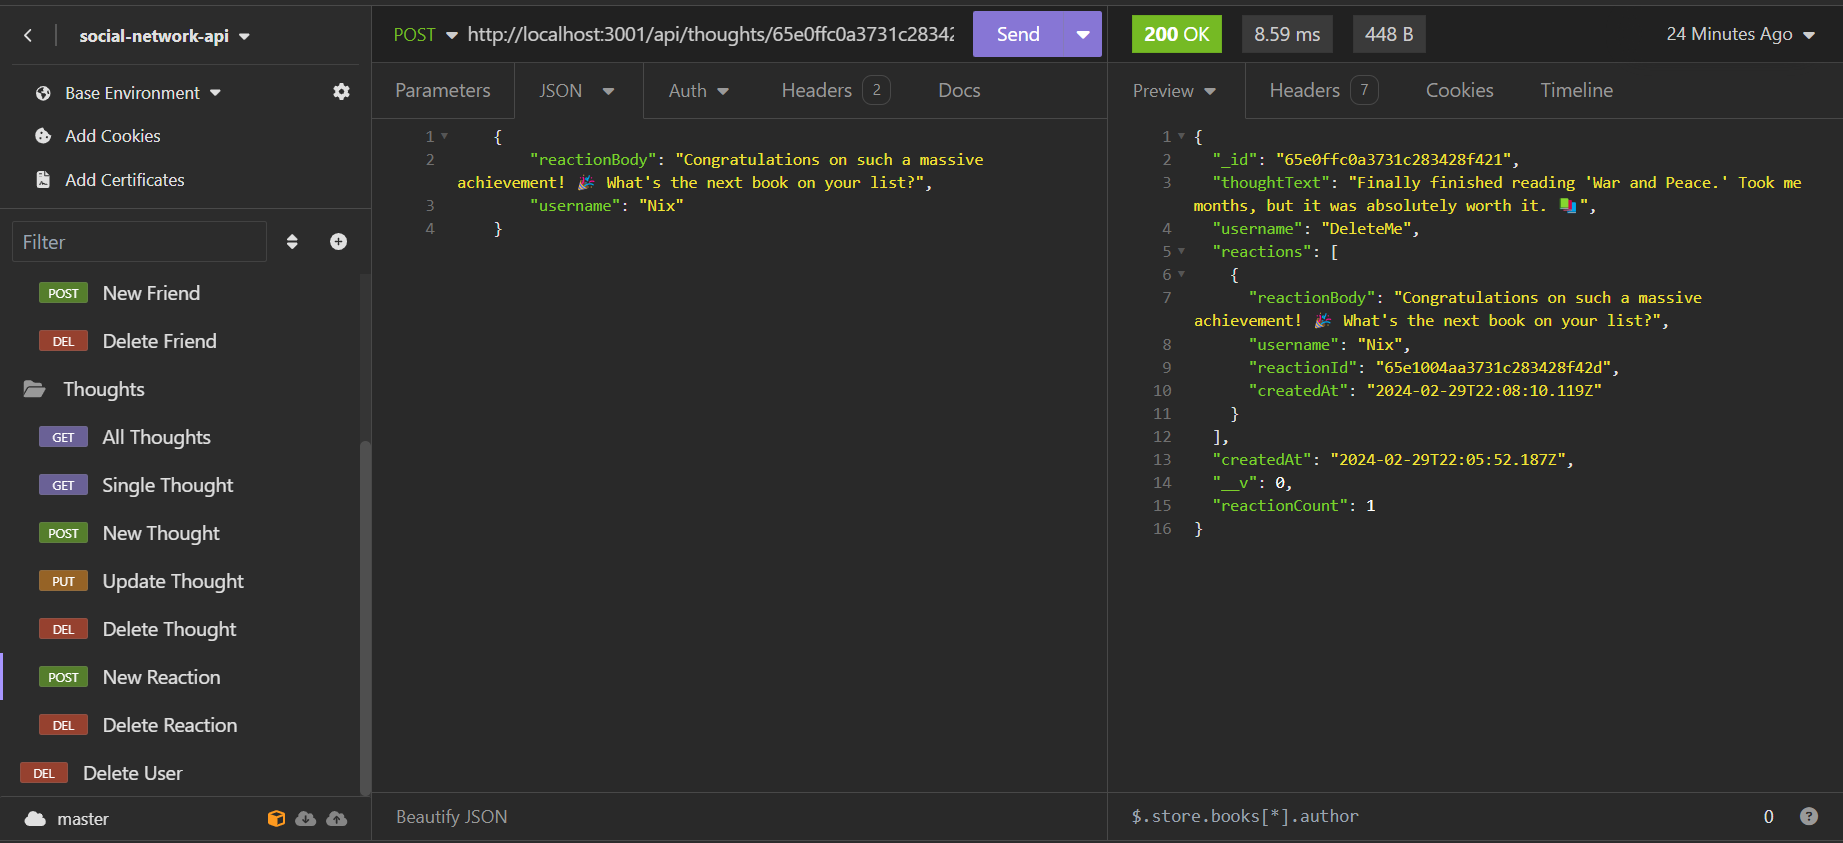 social-network-api
Base Environment
Add Cookies
Add Certificates
Filter
POST New Friend
DEL Delete Friend
Thoughts
GET All Thoughts
GET Single Thought
POST New Thought
PUT Update Thought
DEL Delete Thought
POST New Reaction
DEL Delete Reaction
DEL Delete User
master
POST http://localhost:3001/api/thoughts/65e0ffc0a3731c28342 Send
Parameters JSON Auth Headers 2 Docs
1 {
2 "reactionBody": "Congratulations on such a massive
achievement! 🎉 What's the next book on your list?",
3 "username": "Nix"
4 }
Beautify JSON
200 OK 8.59 ms 448 B 24 Minutes Ago
Preview Headers 7 Cookies Timeline
1 {
2 "_id": "65e0ffc0a3731c283428f421",
3 "thoughtText": "Finally finished reading 'War and Peace.' Took me
months, but it was absolutely worth it. 📚",
4 "username": "DeleteMe",
5 "reactions": [
6 {
7 "reactionBody": "Congratulations on such a massive
achievement! 🎉 What's the next book on your list?",
8 "username": "Nix",
9 "reactionId": "65e1004aa3731c283428f42d",
10 "createdAt": "2024-02-29T22:08:10.119Z"
11 }
12 ],
13 "createdAt": "2024-02-29T22:05:52.187Z",
14 "__v": 0,
15 "reactionCount": 1
16 }
$.store.books[*].author 0 ?